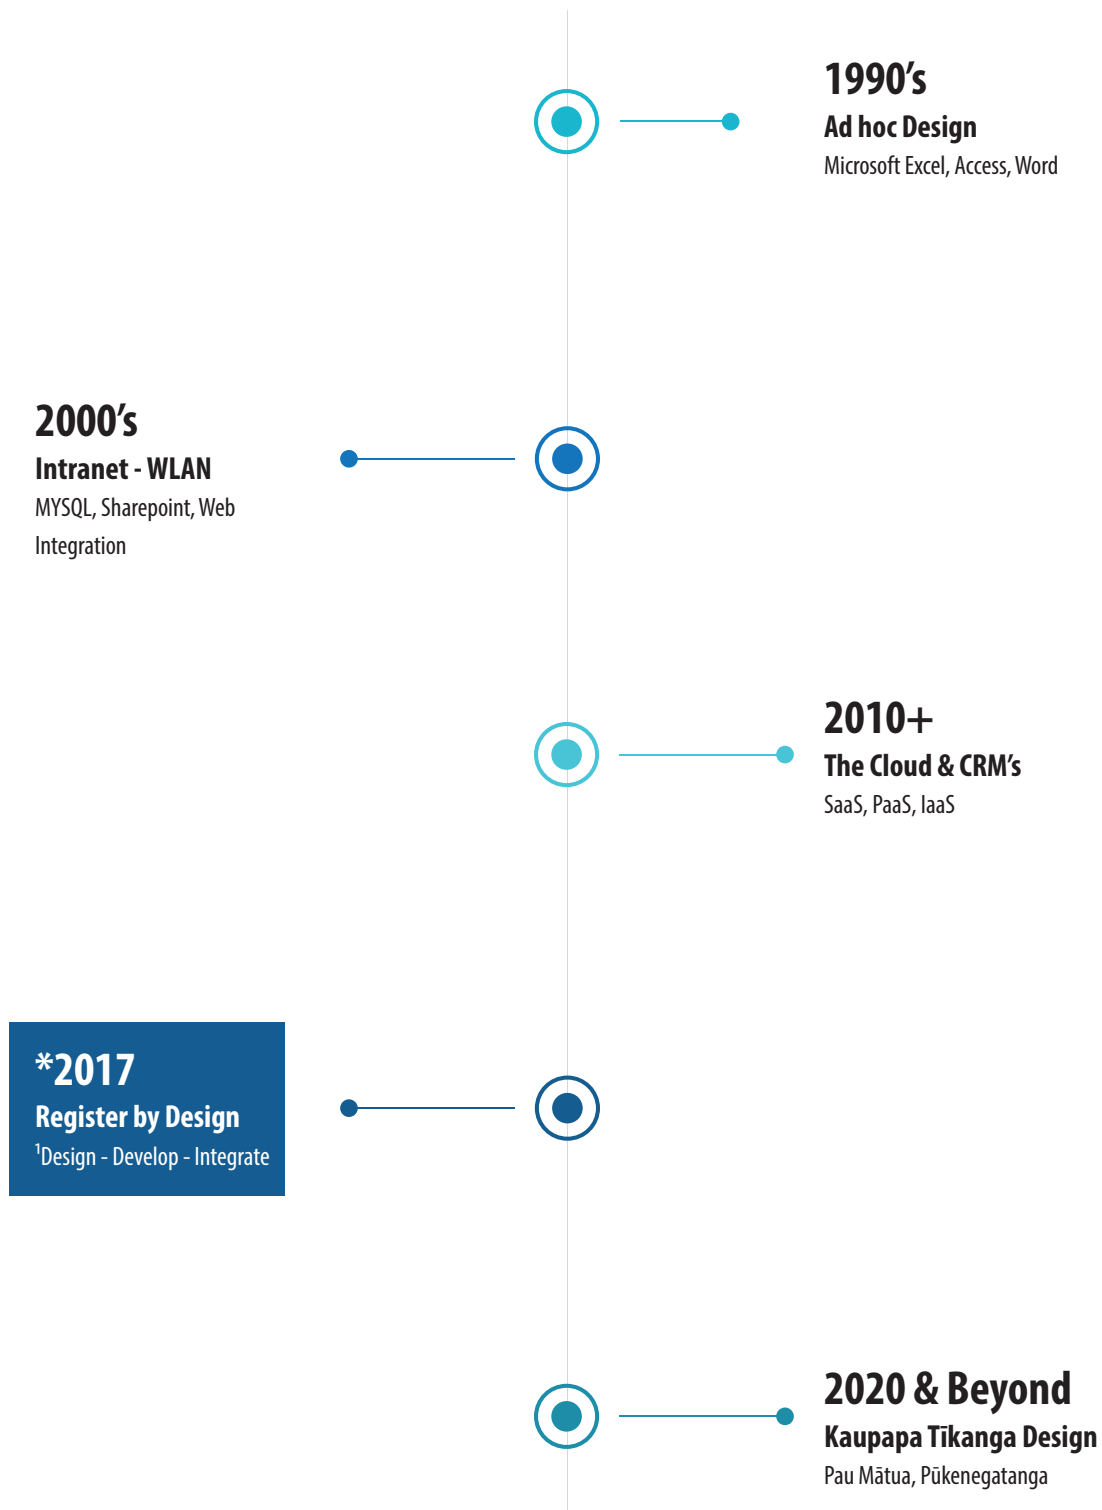 1990’s
Ad hoc Design
Microsoft Excel, Access, Word
2000’s
Intranet - WLAN
MYSQL, Sharepoint, Web
Integration
2010+
The Cloud & CRM’s
SaaS, PaaS, IaaS
*2017
Register by Design
¹Design - Develop - Integrate
2020 & Beyond
Kaupapa Tīkanga Design
Pau Mātua, Pūkenegatanga